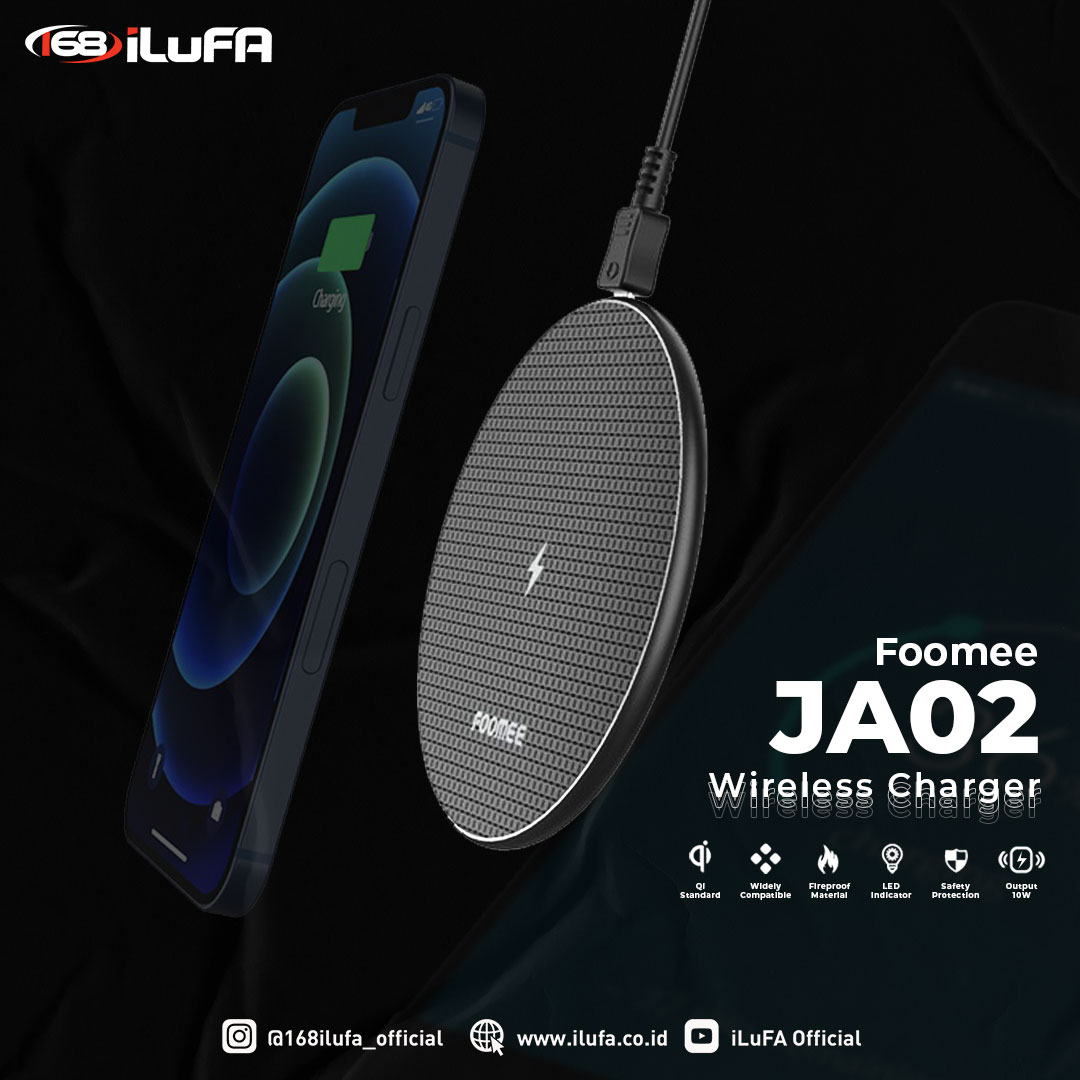 168 iLuFA
4G
Charging
FOOMEE
Foomee
JA02
Wireless Charger
Wireless Charger
QI
Standard
Widely
Compatible
Fireproof
Material
LED
Indicator
Safety
Protection
Output
10W
@168ilufa_official
www.ilufa.co.id
iLuFA Official